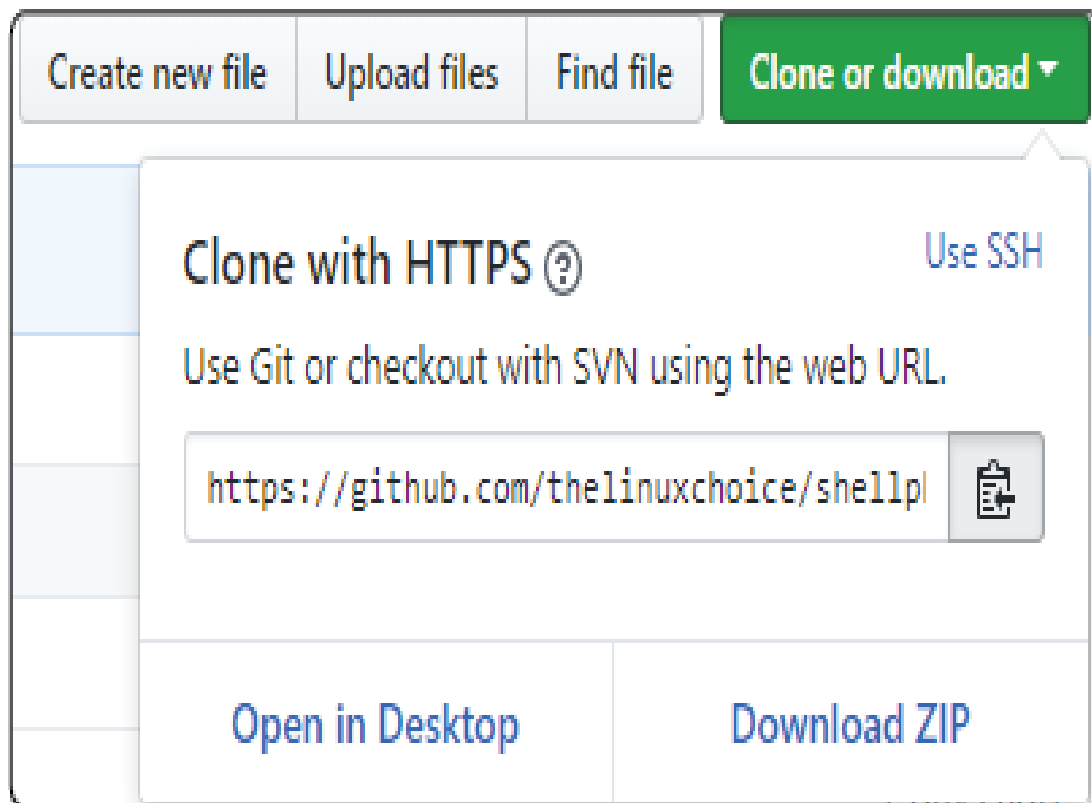 Create new file
Upload files
Find file
Clone or download
Clone with HTTPS
Use SSH
Use Git or checkout with SVN using the web URL.
https://github.com/thelinuxchoice/shellp
Open in Desktop
Download ZIP